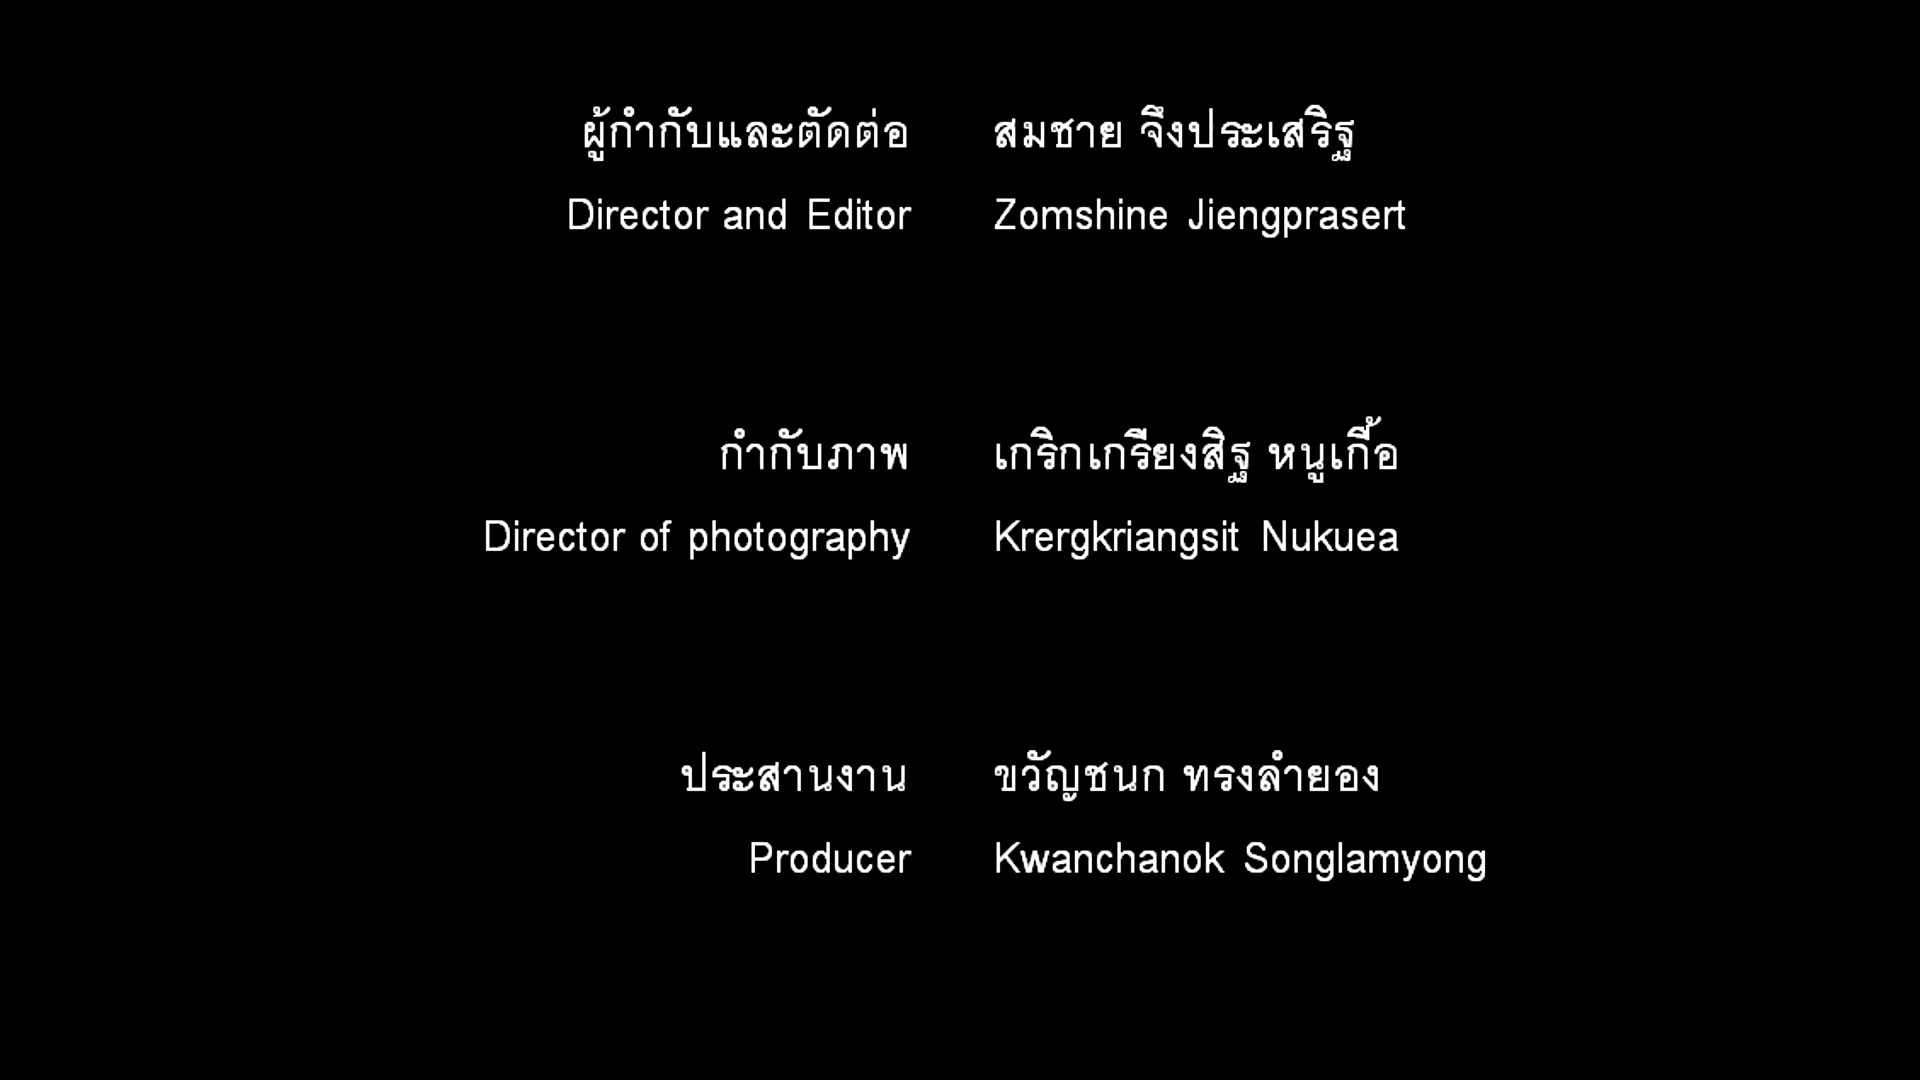 ผู้กำกับและตัดต่อ สมชาย จึงประเสริฐ
Director and Editor Zomshine Jiengprasert
กำกับภาพ เกริกเกรียงสิฐ หนูเกื้อ
Director of photography Krergkriangsit Nukuea
ประสานงาน ขวัญชนก ทรงลำยอง
Producer Kwanchanok Songlamyong